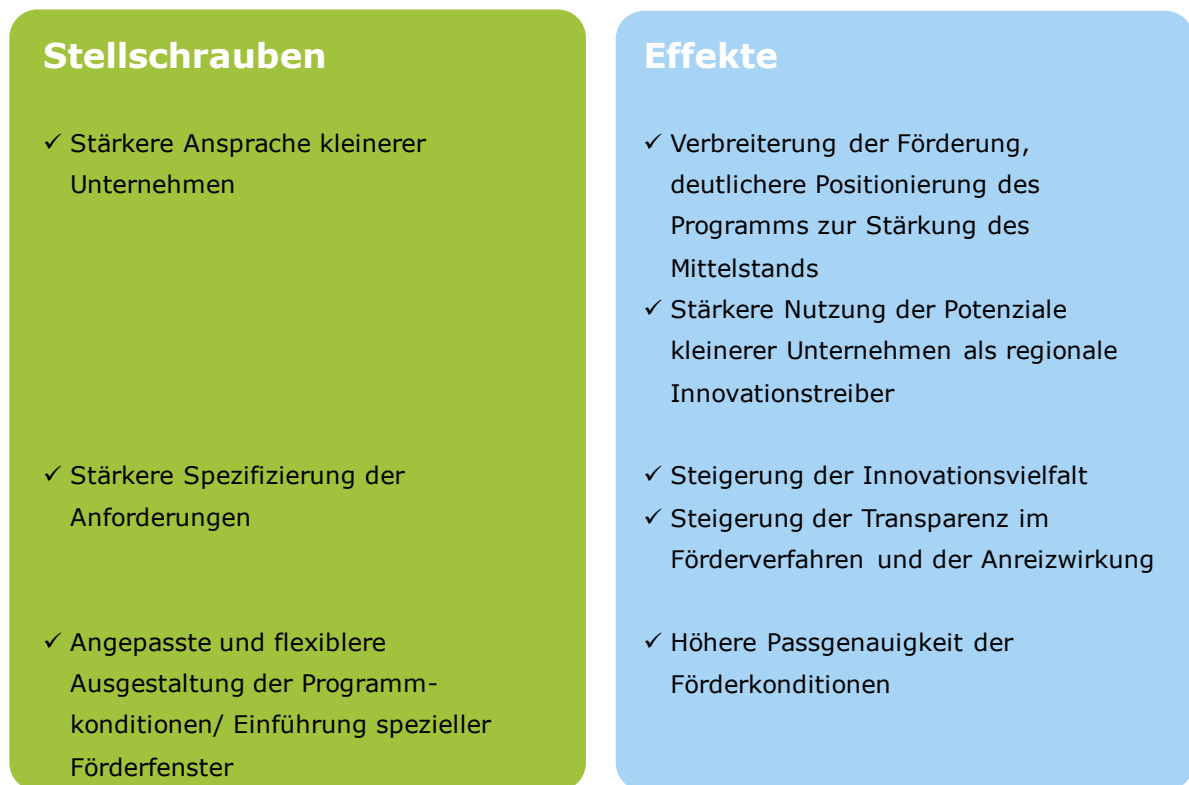 Stellschrauben
✓ Stärkere Ansprache kleinerer
Unternehmen
✓ Stärkere Spezifizierung der
Anforderungen
✓ Angepasste und flexiblere
Ausgestaltung der Programm-
konditionen/ Einführung spezieller
Förderfenster
Effekte
✓ Verbreiterung der Förderung,
deutlichere Positionierung des
Programms zur Stärkung des
Mittelstands
✓ Stärkere Nutzung der Potenziale
kleinerer Unternehmen als regionale
Innovationstreiber
✓ Steigerung der Innovationsvielfalt
✓ Steigerung der Transparenz im
Förderverfahren und der Anreizwirkung
✓ Höhere Passgenauigkeit der
Förderkonditionen